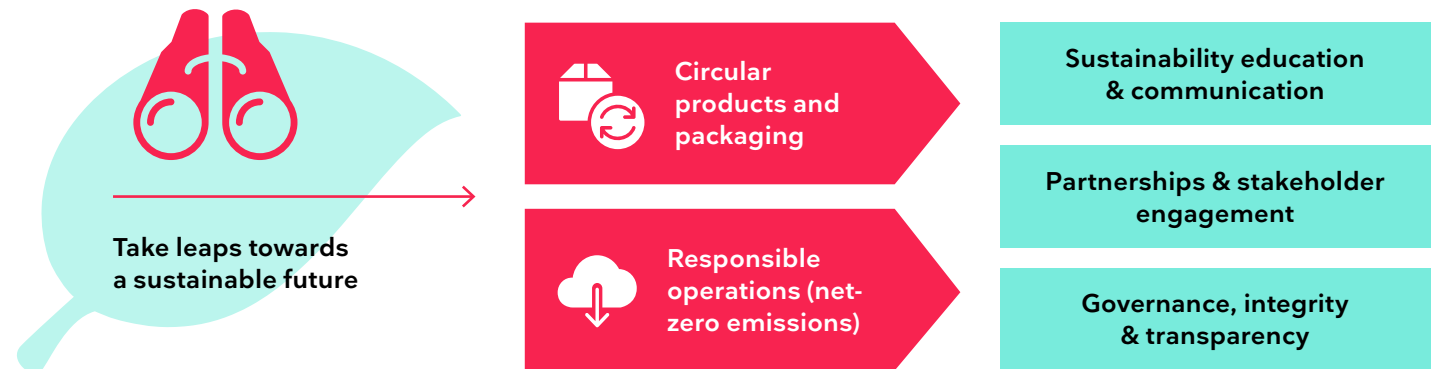 Take leaps towards
a sustainable future
Circular
products and
packaging
Responsible
operations (net-
zero emissions)
Sustainability education
& communication
Partnerships & stakeholder
engagement
Governance, integrity
& transparency